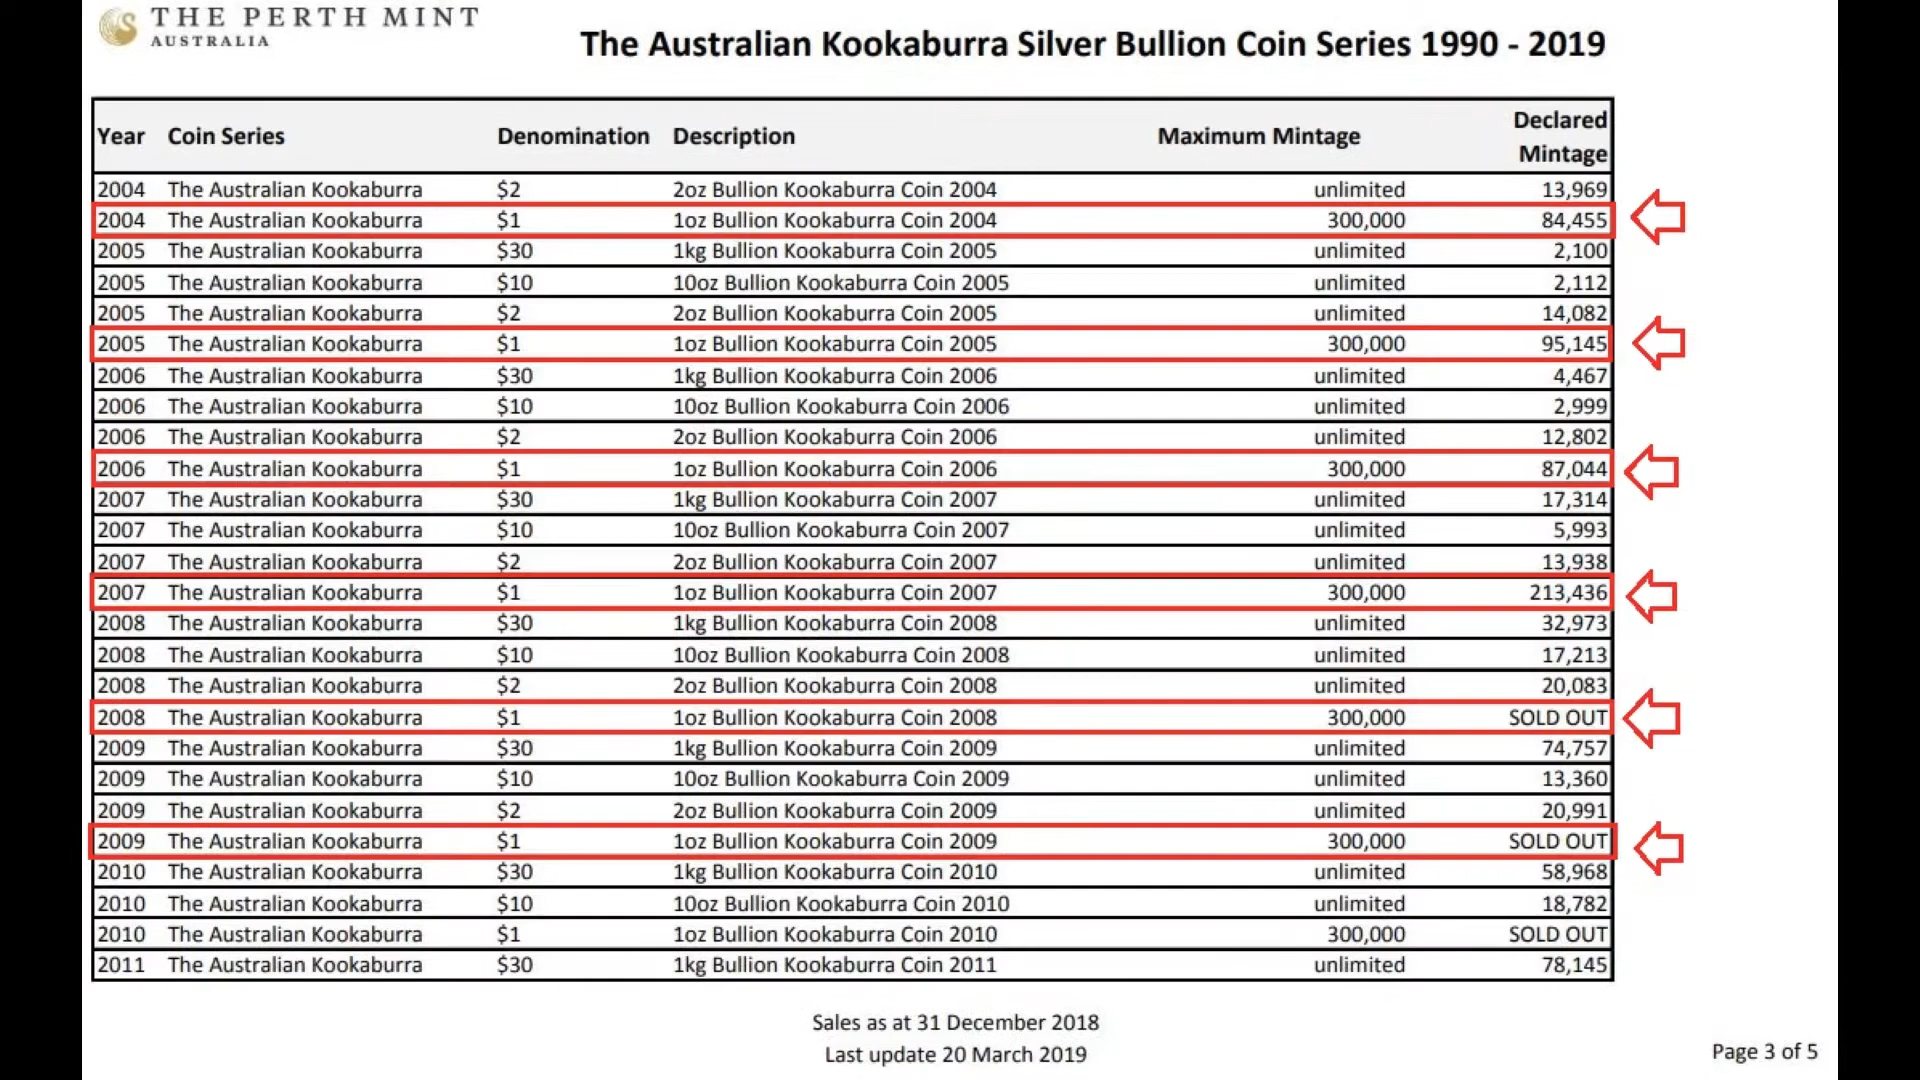 THE PERTH MINT
AUSTRALIA
The Australian Kookaburra Silver Bullion Coin Series 1990 - 2019
Year Coin Series Denomination Description Maximum Mintage Declared Mintage
2004 The Australian Kookaburra $2 2oz Bullion Kookaburra Coin 2004 unlimited 13,969
2004 The Australian Kookaburra $1 1oz Bullion Kookaburra Coin 2004 300,000 84,455
2005 The Australian Kookaburra $30 1kg Bullion Kookaburra Coin 2005 unlimited 2,100
2005 The Australian Kookaburra $10 10oz Bullion Kookaburra Coin 2005 unlimited 2,112
2005 The Australian Kookaburra $2 2oz Bullion Kookaburra Coin 2005 unlimited 14,082
2005 The Australian Kookaburra $1 1oz Bullion Kookaburra Coin 2005 300,000 95,145
2006 The Australian Kookaburra $30 1kg Bullion Kookaburra Coin 2006 unlimited 4,467
2006 The Australian Kookaburra $10 10oz Bullion Kookaburra Coin 2006 unlimited 2,999
2006 The Australian Kookaburra $2 2oz Bullion Kookaburra Coin 2006 unlimited 12,802
2006 The Australian Kookaburra $1 1oz Bullion Kookaburra Coin 2006 300,000 87,044
2007 The Australian Kookaburra $30 1kg Bullion Kookaburra Coin 2007 unlimited 17,314
2007 The Australian Kookaburra $10 10oz Bullion Kookaburra Coin 2007 unlimited 5,993
2007 The Australian Kookaburra $2 2oz Bullion Kookaburra Coin 2007 unlimited 13,938
2007 The Australian Kookaburra $1 1oz Bullion Kookaburra Coin 2007 300,000 213,436
2008 The Australian Kookaburra $30 1kg Bullion Kookaburra Coin 2008 unlimited 32,973
2008 The Australian Kookaburra $10 10oz Bullion Kookaburra Coin 2008 unlimited 17,213
2008 The Australian Kookaburra $2 2oz Bullion Kookaburra Coin 2008 unlimited 20,083
2008 The Australian Kookaburra $1 1oz Bullion Kookaburra Coin 2008 300,000 SOLD OUT
2009 The Australian Kookaburra $30 1kg Bullion Kookaburra Coin 2009 unlimited 74,757
2009 The Australian Kookaburra $10 10oz Bullion Kookaburra Coin 2009 unlimited 13,360
2009 The Australian Kookaburra $2 2oz Bullion Kookaburra Coin 2009 unlimited 20,991
2009 The Australian Kookaburra $1 1oz Bullion Kookaburra Coin 2009 300,000 SOLD OUT
2010 The Australian Kookaburra $30 1kg Bullion Kookaburra Coin 2010 unlimited 58,968
2010 The Australian Kookaburra $10 10oz Bullion Kookaburra Coin 2010 unlimited 18,782
2010 The Australian Kookaburra $1 1oz Bullion Kookaburra Coin 2010 300,000 SOLD OUT
2011 The Australian Kookaburra $30 1kg Bullion Kookaburra Coin 2011 unlimited 78,145
Sales as at 31 December 2018
Last update 20 March 2019
Page 3 of 5